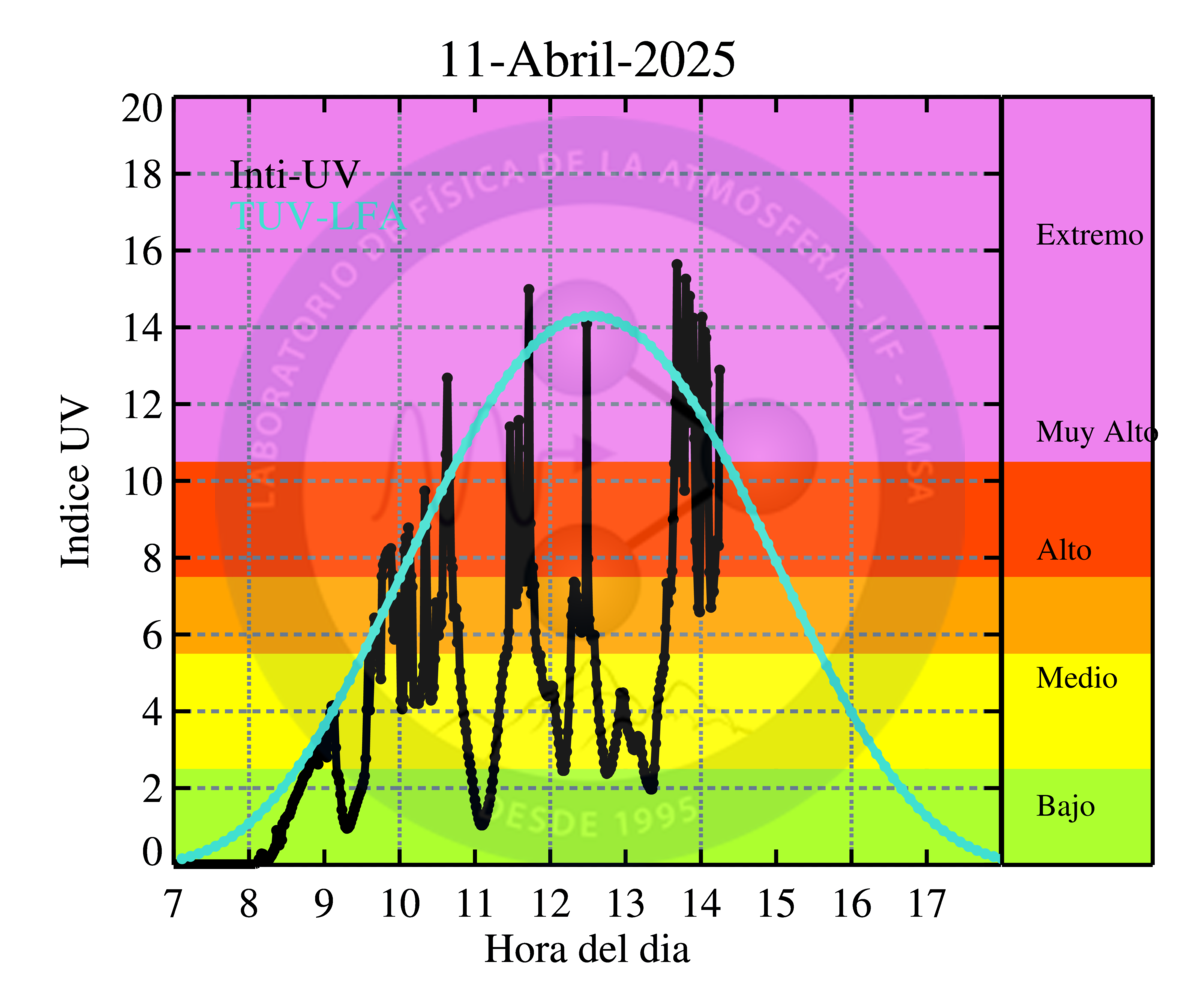 11-Abril-2025
20
18
16
14
12
10
8
6
4
2
0
Indice UV
Inti-UV
TUV-LFA
LABORATORIO DE FÍSICA DE LA ATMÓSFERA - IIF - UMSA
DESDE 1995
Extremo
Muy Alto
Alto
Medio
Bajo
7 8 9 10 11 12 13 14 15 16 17
Hora del dia